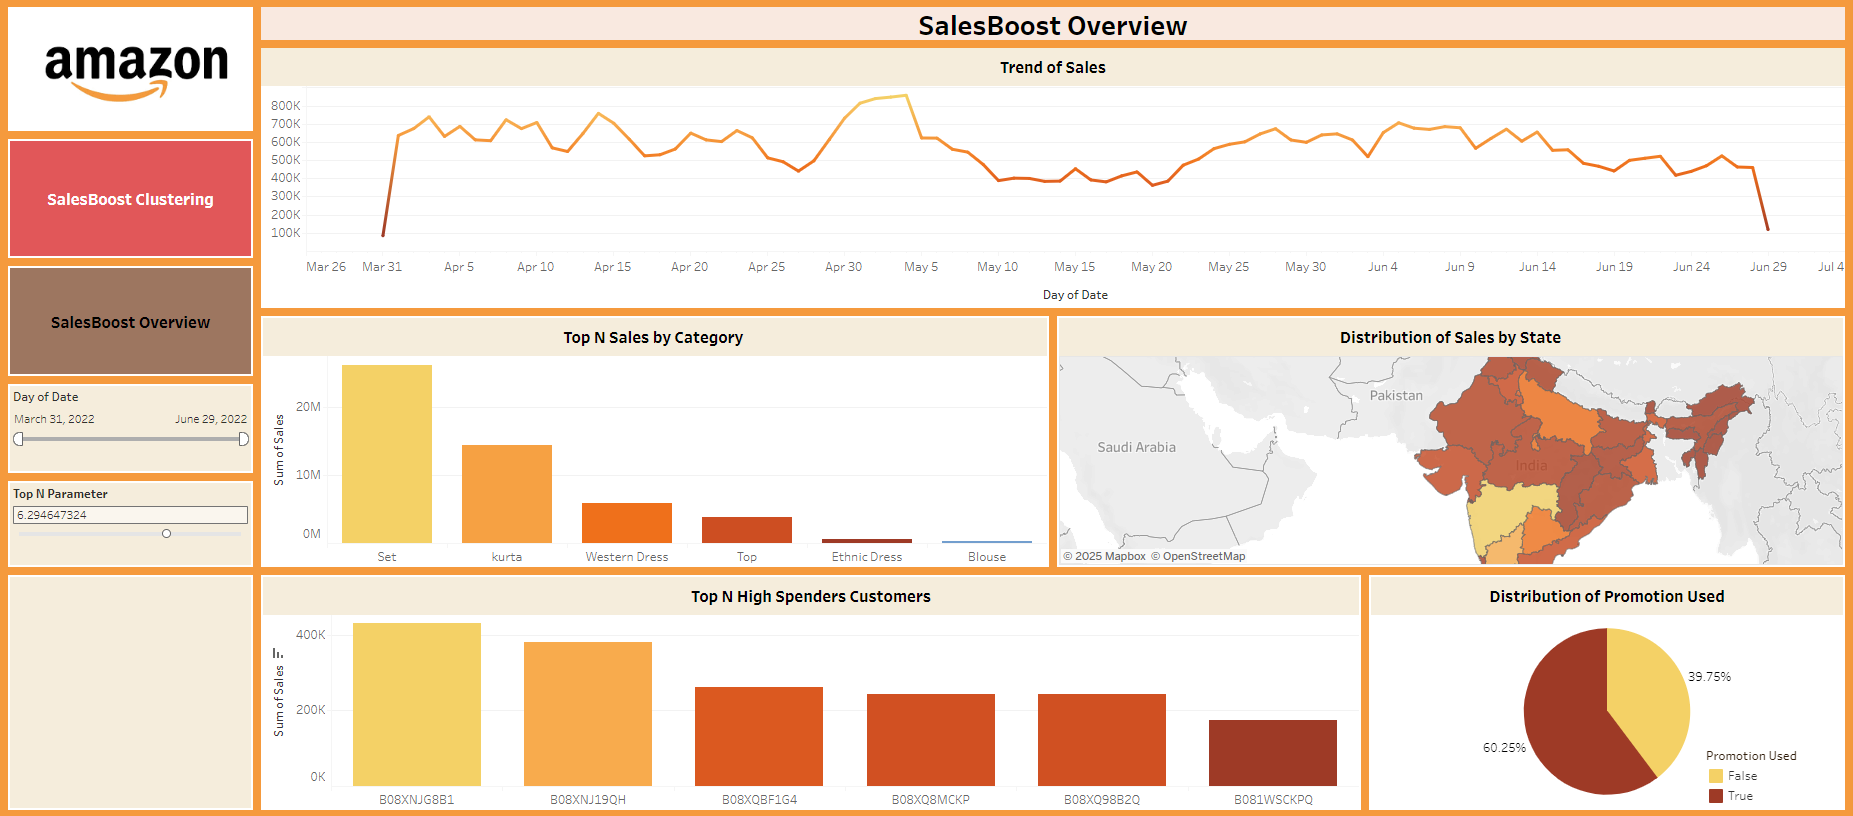 amazon
SalesBoost Overview
Trend of Sales
800K
700K
600K
500K
400K
300K
200K
100K
Mar 26 Mar 31 Apr 5 Apr 10 Apr 15 Apr 20 Apr 25 Apr 30 May 5 May 10 May 15 May 20 May 25 May 30 Jun 4 Jun 9 Jun 14 Jun 19 Jun 24 Jun 29 Jul 4
Day of Date
SalesBoost Clustering
SalesBoost Overview
Day of Date
March 31, 2022 June 29, 2022
Top N Parameter
6.294647324
Top N Sales by Category
Sum of Sales
20M
10M
0M
Set kurta Western Dress Top Ethnic Dress Blouse
Distribution of Sales by State
Pakistan
Saudi Arabia
India
© 2025 Mapbox © OpenStreetMap
Top N High Spenders Customers
Sum of Sales
400K
200K
0K
B08XNJG8B1 B08XNJ19QH B08XQBF1G4 B08XQ8MCKP B08XQ98B2Q B081WSCKPQ
Distribution of Promotion Used
39.75%
60.25%
Promotion Used
False
True